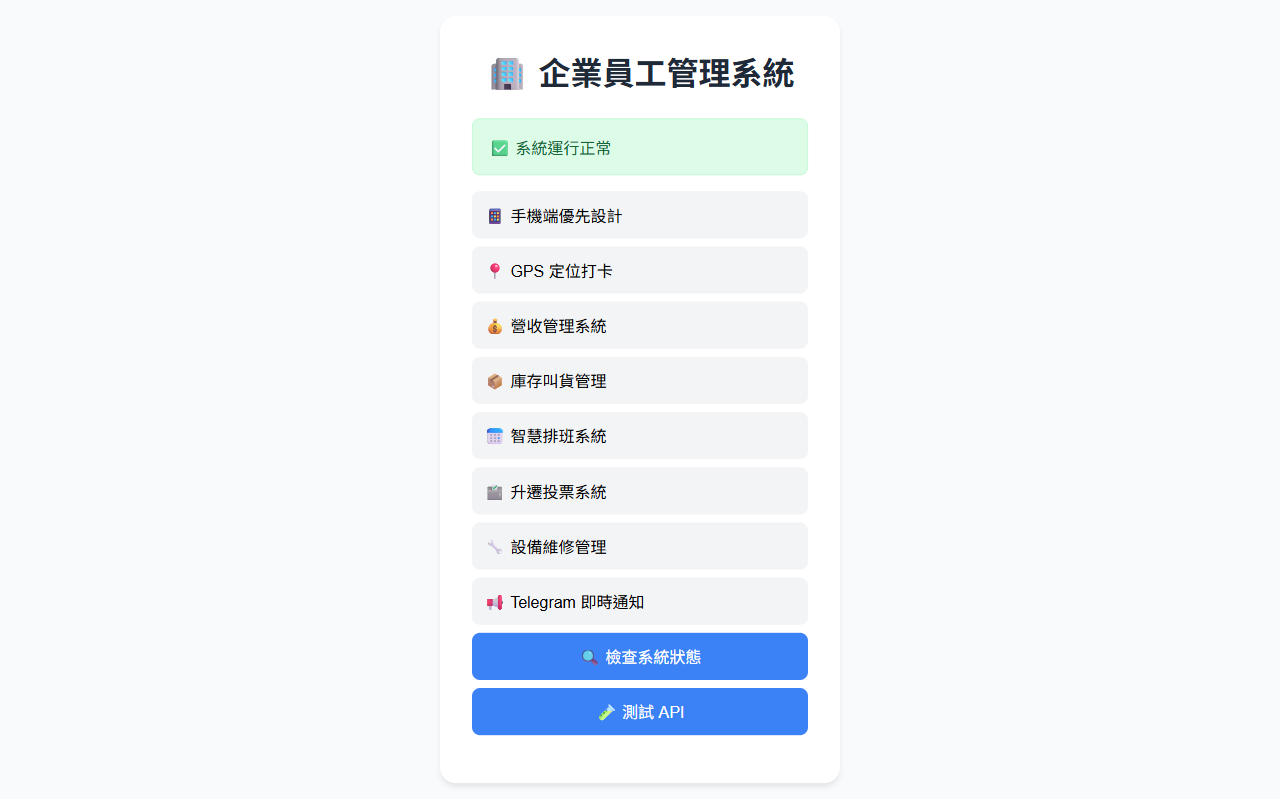 企業員工管理系統
系統運行正常
手機端優先設計
GPS 定位打卡
營收管理系統
庫存叫貨管理
智慧排班系統
升遷投票系統
設備維修管理
Telegram 即時通知
檢查系統狀態
測試 API